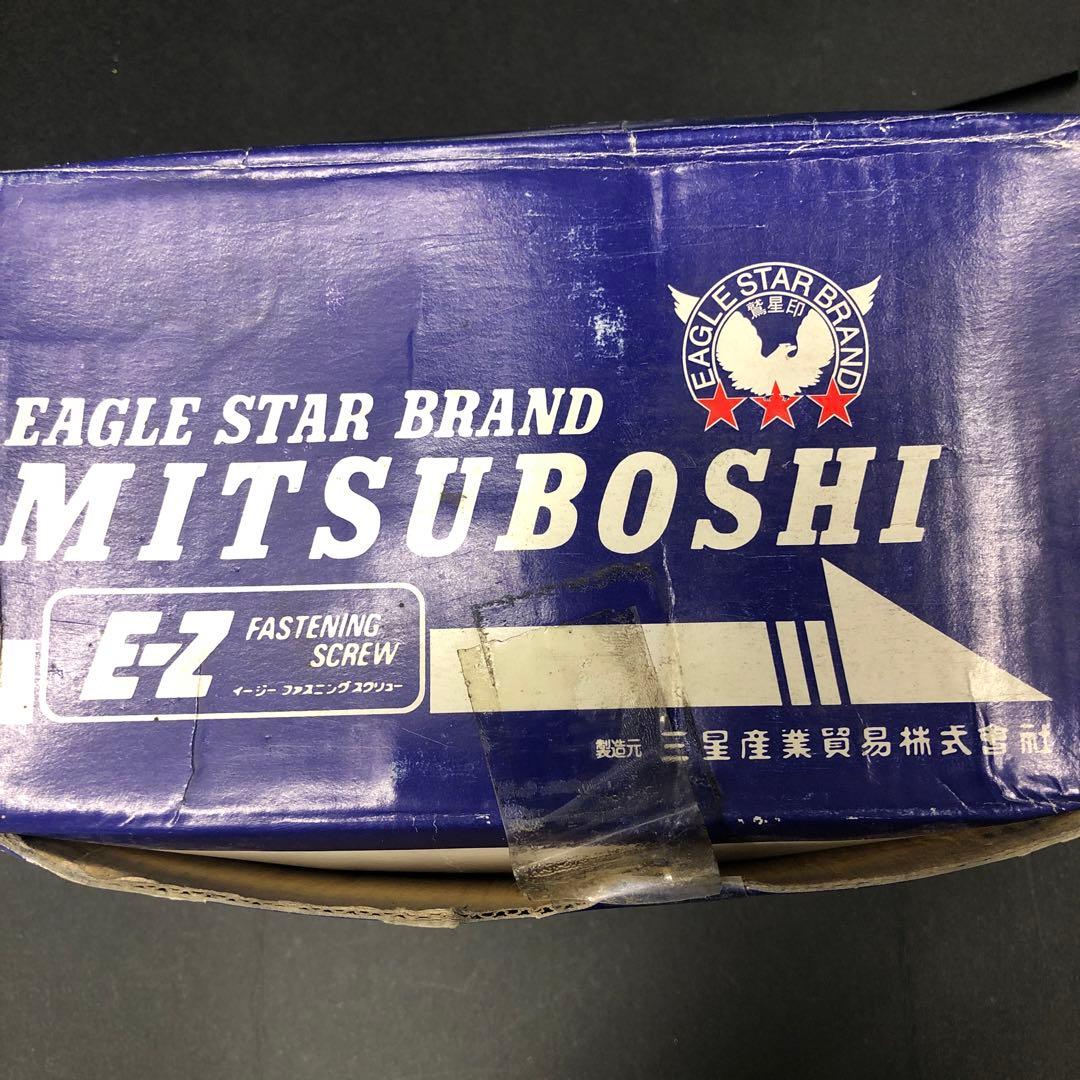 EAGLE STAR BRAND
鷲星印
EAGLE STAR BRAND
MITSUBOSHI
E-Z FASTENING
SCREW
イージー ファスニングスクリュー
製造元 三星産業貿易株式會社